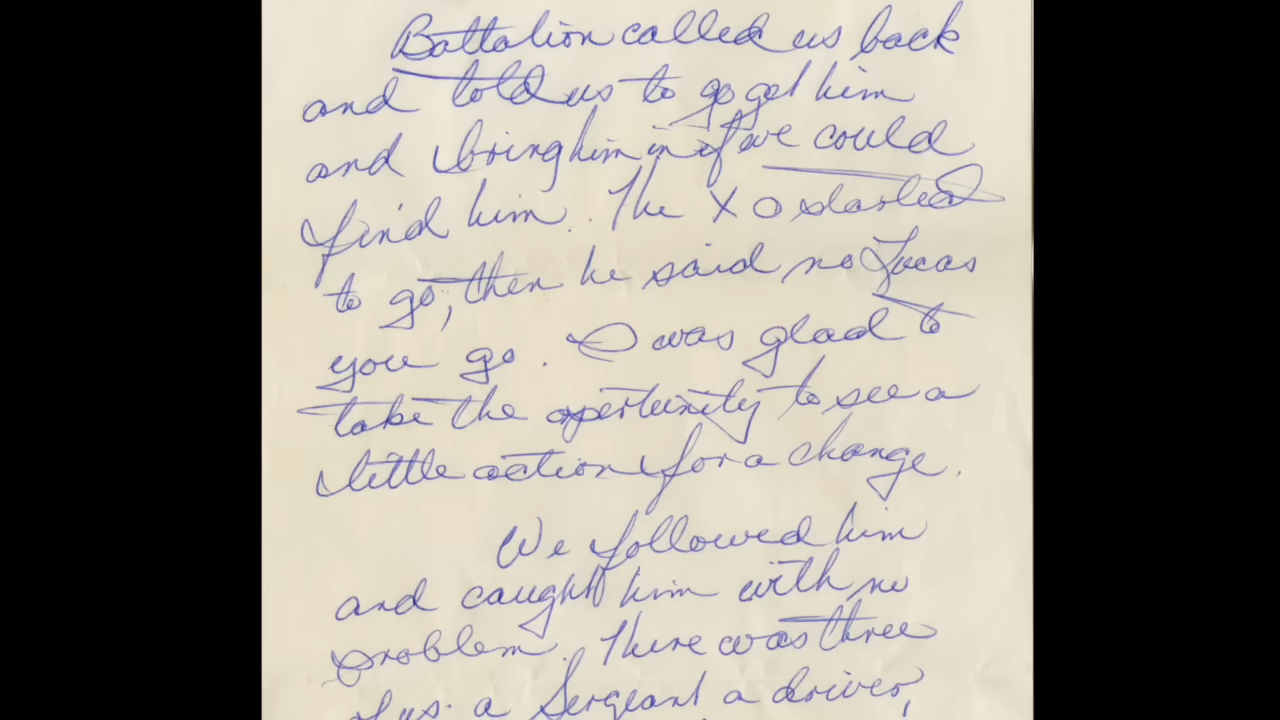 Battalion called us back
and told us to go get him
and bring him in if we could
find him. The XO started
to go, then he said no Lucas
you go. I was glad to
take the opertunity to see a
little action for a change.
We followed him
and caught him with no
problem. There was three
of us. a Sergeant a driver,